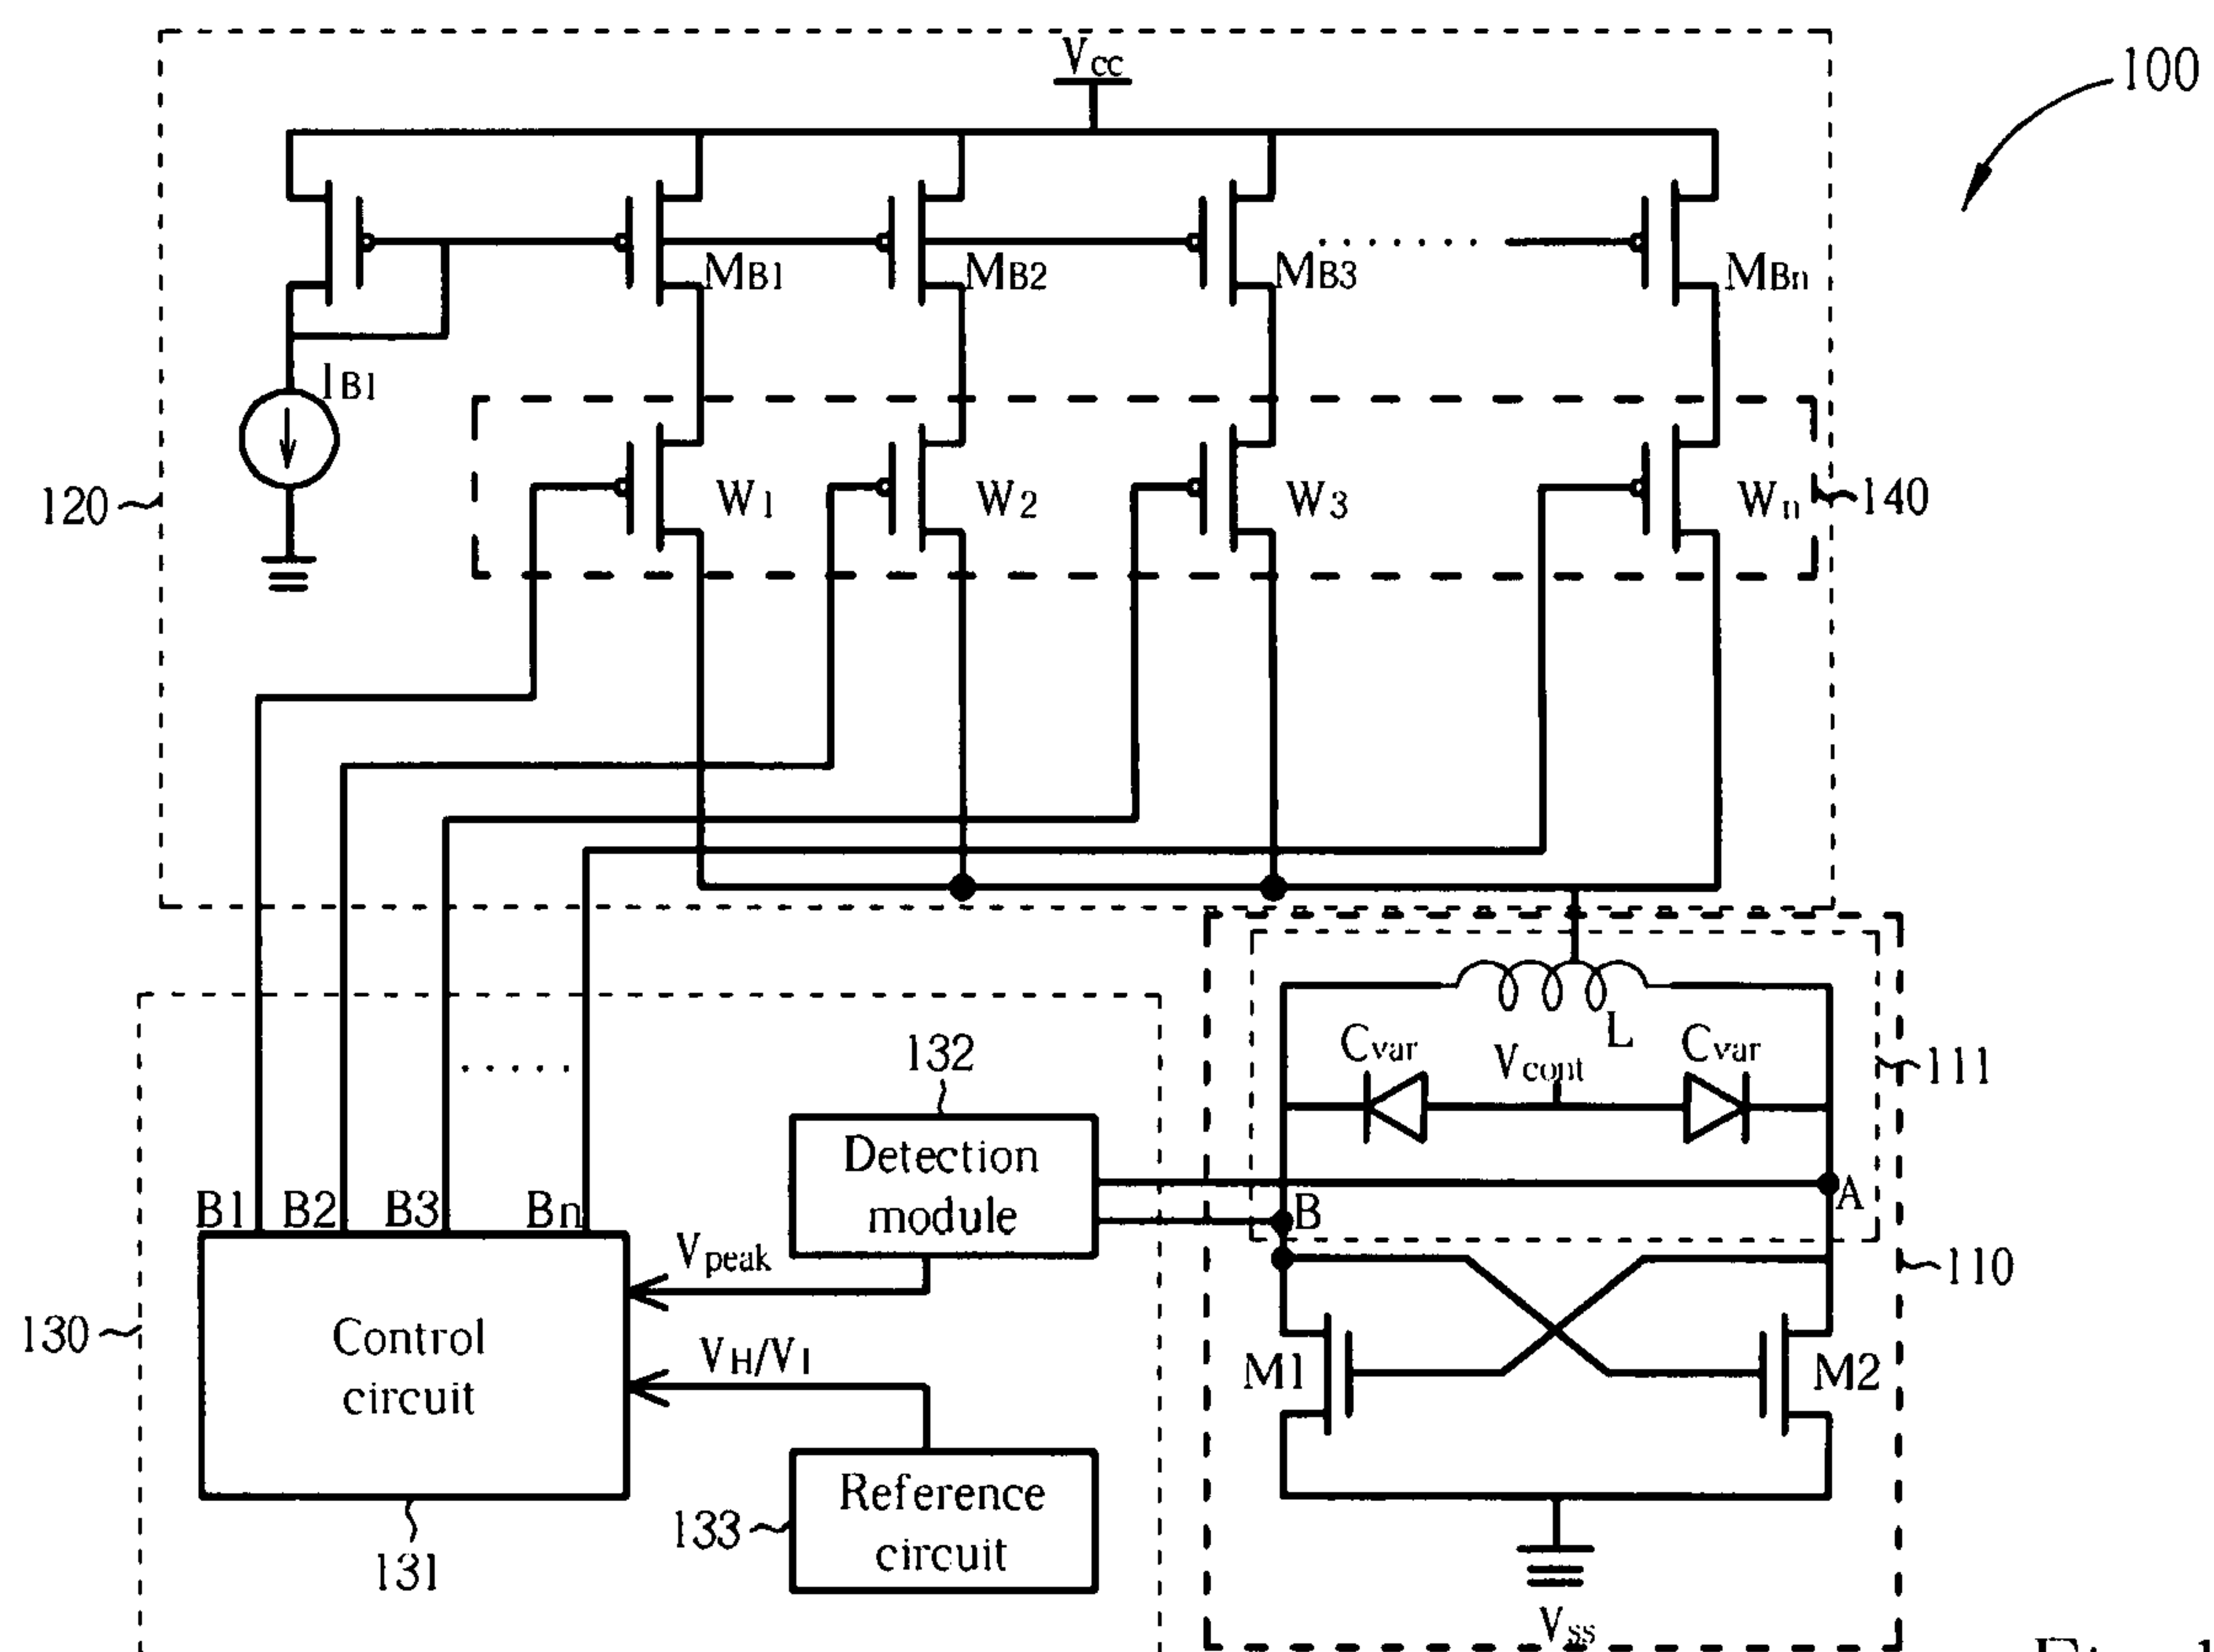 Vcc
100
MB1
MB2
MB3
MBn
IB1
120
W1
W2
W3
Wn
140
L
Cvar
Vcont
Cvar
111
132
Detection
module
B1
B2
B3
Bn
B
A
Vpeak
110
130
Control
circuit
VH/VL
M1
M2
Reference
circuit
133
131
Vss